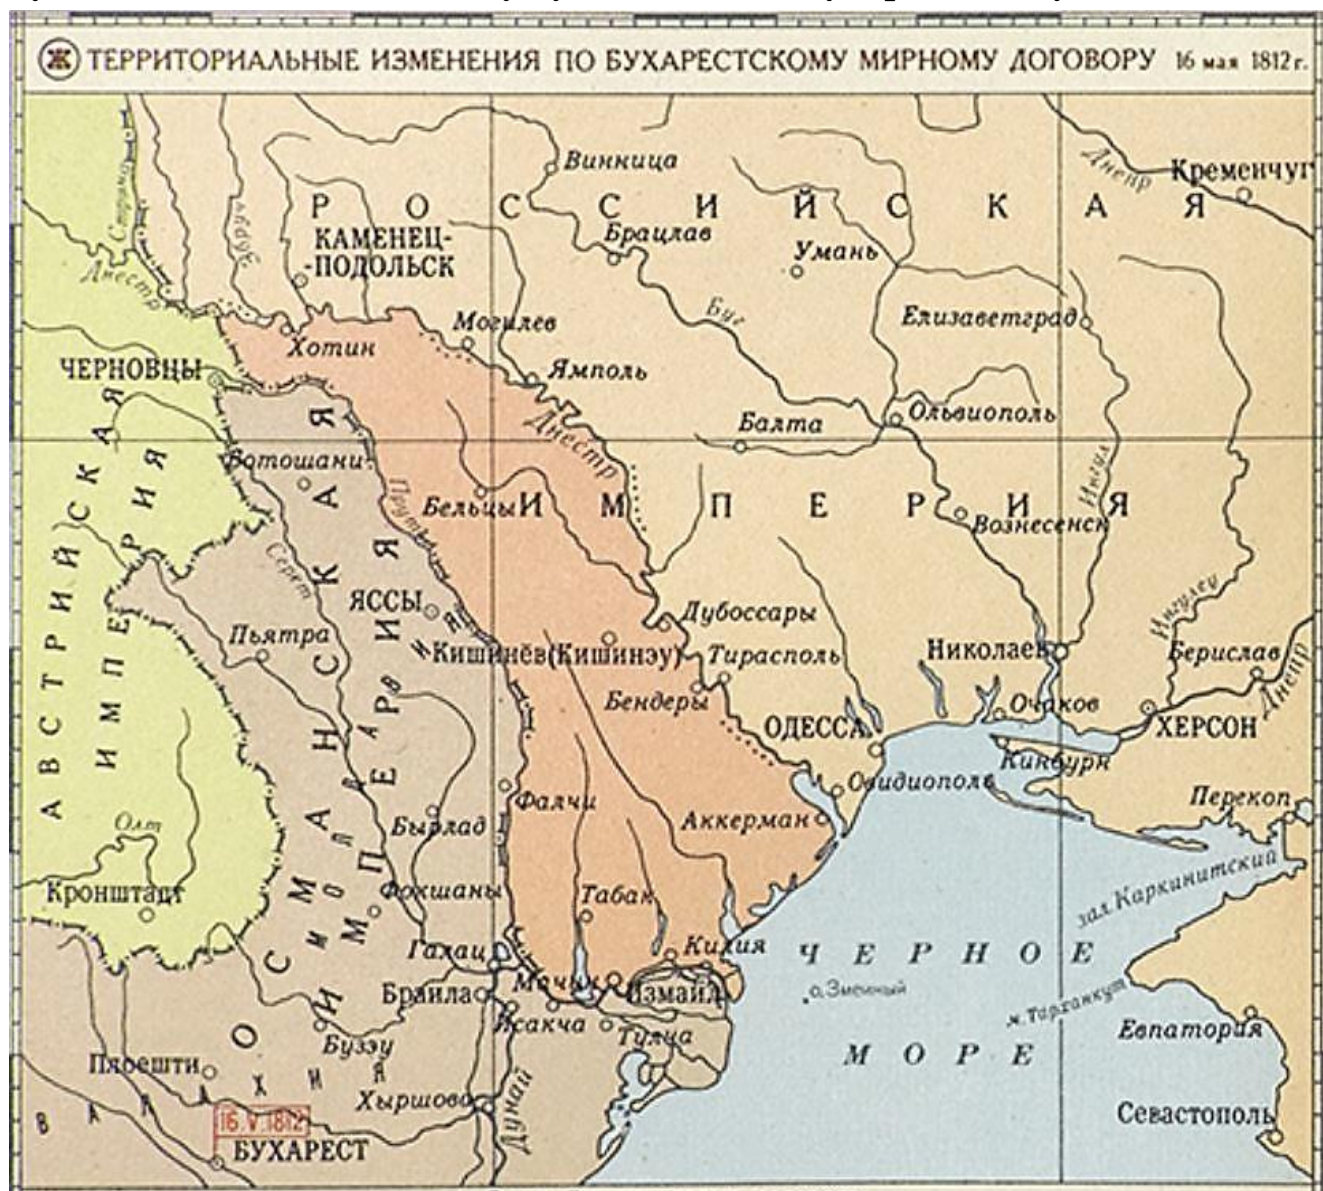 Ж ТЕРРИТОРИАЛЬНЫЕ ИЗМЕНЕНИЯ ПО БУХАРЕСТСКОМУ МИРНОМУ ДОГОВОРУ 16 мая 1812 г.
РОССИЙСКАЯ
ИМПЕРИЯ
АВСТРИЙСКАЯ
ИМПЕРИЯ
ОСМАНСКАЯ
ИМПЕРИЯ
ВАЛАХИЯ
ЧЕРНОЕ
МОРЕ
Винница
Днепр
Кременчуг
Брацлав
Умань
КАМЕНЕЦ-
-ПОДОЛЬСК
Днестр
Буг
Елизаветград
Могилев
Хотин
Ямполь
ЧЕРНОВЦЫ
Ольвиополь
Балта
Днестр
Ингул
Ботошани
Прут
Бельцы
Вознесенск
Серет
Ингулец
ЯССЫ
Дубоссары
Пьятра
Кишинёв(Кишинэу)
Тирасполь
Николаев
Берислав
Днепр
Бендеры
Очаков
ОДЕССА
ХЕРСОН
Кинбурн
Овидиополь
Фалчи
Перекоп
Аккерман
Бырлад
Олт
зал. Каркинитский
Кронштадт
Фокшаны
Табак
Галац
Килия
Мачин
о.Змеиный
м. Тарханкут
Браила
Измаил
Исакча
Тулча
Евпатория
Бузэу
Хыршово
Дунай
Севастополь
16.V.1812
БУХАРЕСТ